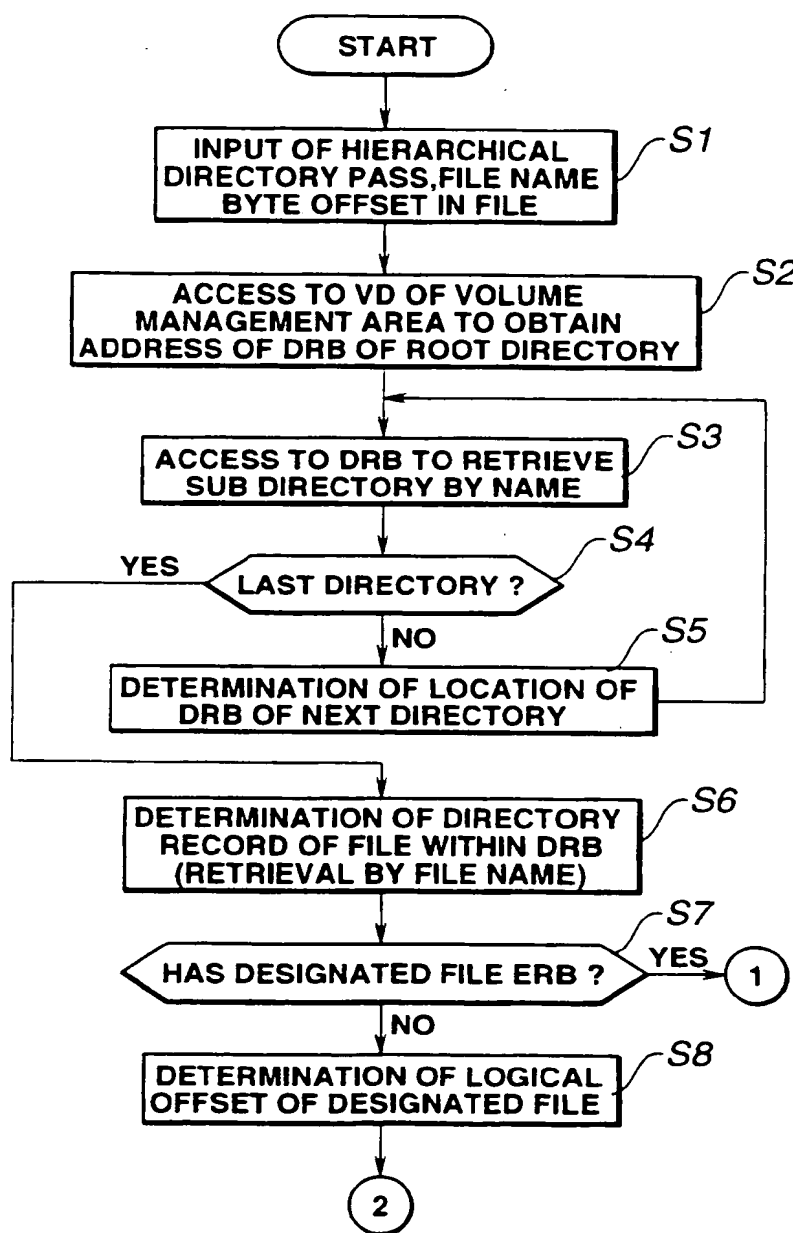 START
INPUT OF HIERARCHICAL
DIRECTORY PASS,FILE NAME
BYTE OFFSET IN FILE
S1
ACCESS TO VD OF VOLUME
MANAGEMENT AREA TO OBTAIN
ADDRESS OF DRB OF ROOT DIRECTORY
S2
ACCESS TO DRB TO RETRIEVE
SUB DIRECTORY BY NAME
S3
LAST DIRECTORY ?
S4
YES
NO
DETERMINATION OF LOCATION OF
DRB OF NEXT DIRECTORY
S5
DETERMINATION OF DIRECTORY
RECORD OF FILE WITHIN DRB
(RETRIEVAL BY FILE NAME)
S6
HAS DESIGNATED FILE ERB ?
S7
YES
1
NO
DETERMINATION OF LOGICAL
OFFSET OF DESIGNATED FILE
S8
2